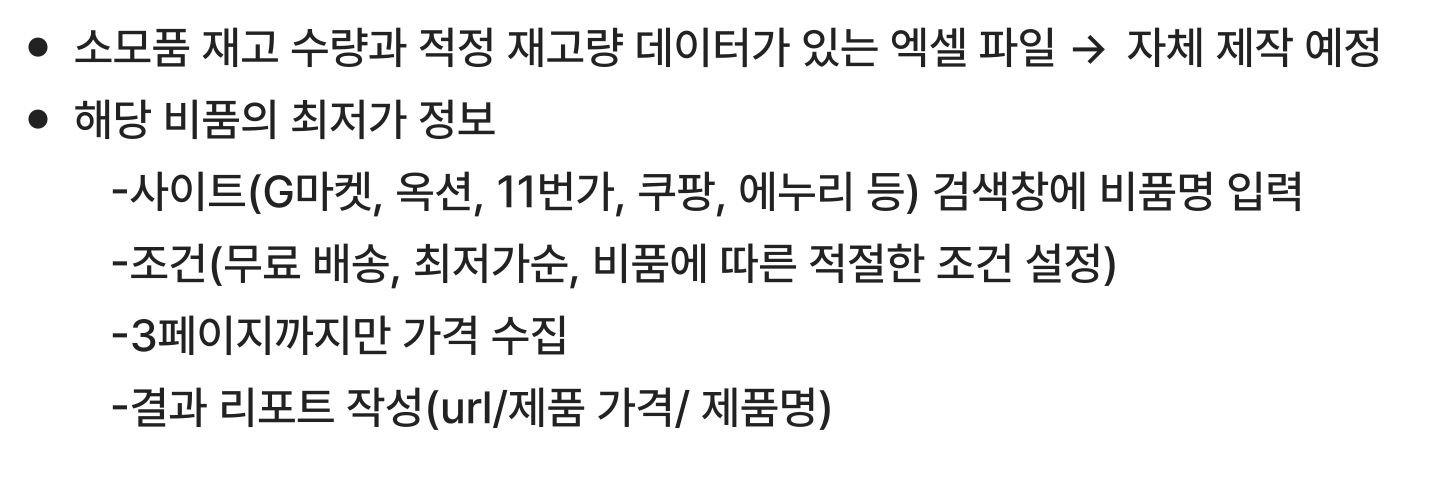 • 소모품 재고 수량과 적정 재고량 데이터가 있는 엑셀 파일 → 자체 제작 예정
• 해당 비품의 최저가 정보
-사이트(G마켓, 옥션, 11번가, 쿠팡, 에누리 등) 검색창에 비품명 입력
-조건(무료 배송, 최저가순, 비품에 따른 적절한 조건 설정)
-3페이지까지만 가격 수집
-결과 리포트 작성(url/제품 가격/ 제품명)